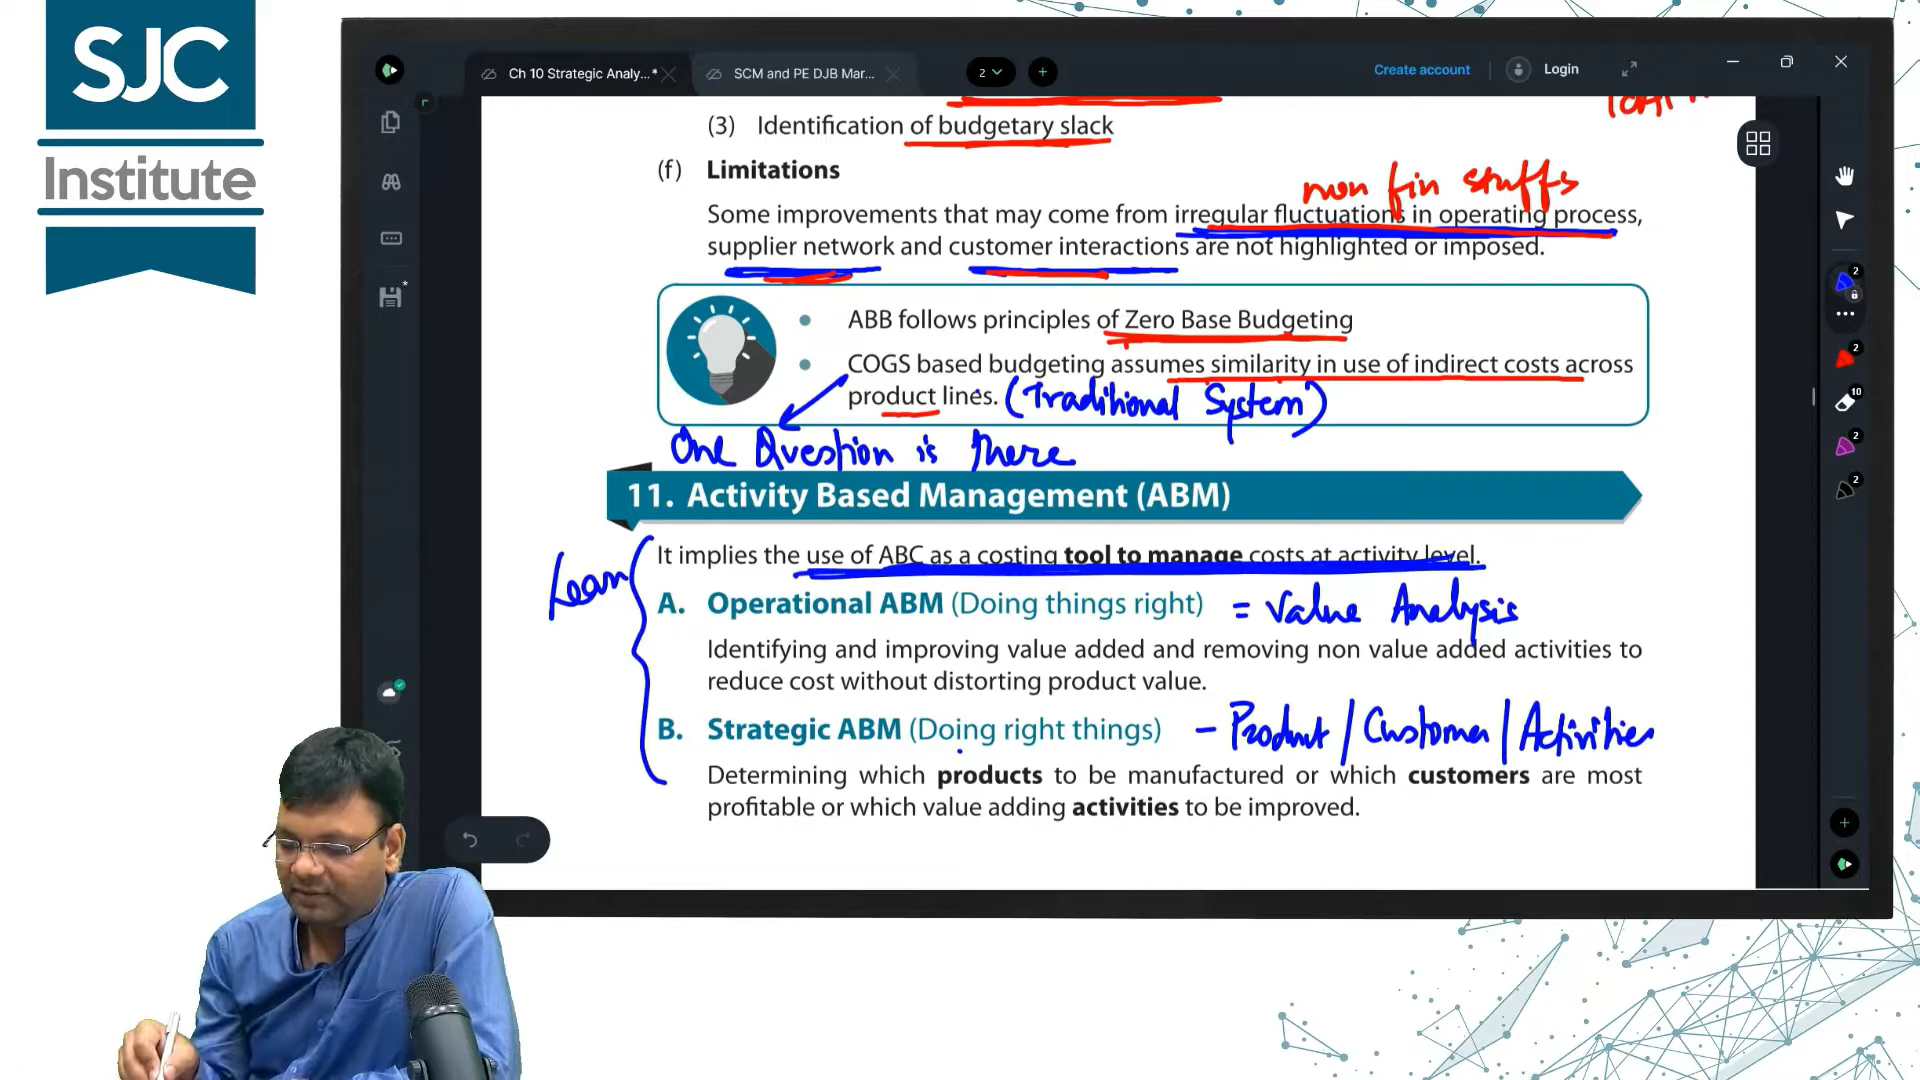 SJC
Institute
Ch 10 Strategic Analy...*
SCM and PE DJB Mar...
2
Create account
Login
(3) Identification of budgetary slack
(f) Limitations
non fin stuffs
Some improvements that may come from irregular fluctuations in operating process,
supplier network and customer interactions are not highlighted or imposed.
• ABB follows principles of Zero Base Budgeting
• COGS based budgeting assumes similarity in use of indirect costs across
product lines. (Traditional System)
One Question is there
11. Activity Based Management (ABM)
It implies the use of ABC as a costing tool to manage costs at activity level.
Learn
A. Operational ABM (Doing things right) = Value Analysis
Identifying and improving value added and removing non value added activities to
reduce cost without distorting product value.
B. Strategic ABM (Doing right things) – Product / Customer / Activities
Determining which products to be manufactured or which customers are most
profitable or which value adding activities to be improved.
2
2
10
2
2